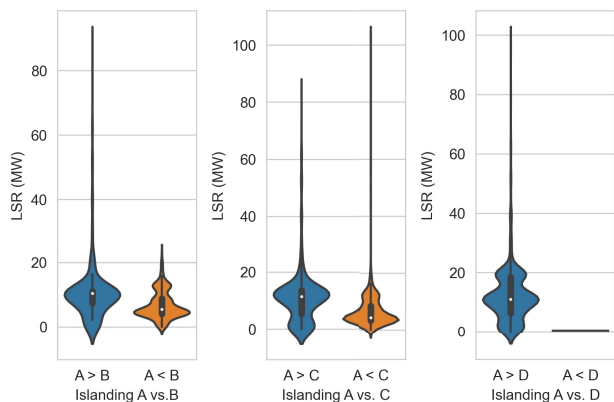 LSR (MW)
80
60
40
20
0
A > B
A < B
Islanding A vs.B
LSR (MW)
100
80
60
40
20
0
A > C
A < C
Islanding A vs. C
LSR (MW)
100
80
60
40
20
0
A > D
A < D
Islanding A vs. D